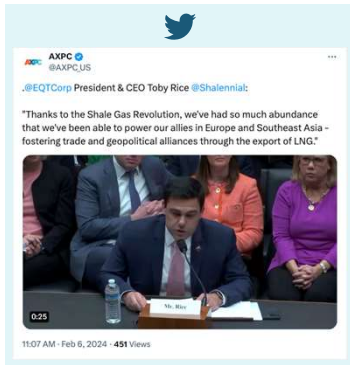 AXPC
AXPC
@AXPC_US
.@EQTCorp President & CEO Toby Rice @Shalennial:
"Thanks to the Shale Gas Revolution, we've had so much abundance
that we've been able to power our allies in Europe and Southeast Asia -
fostering trade and geopolitical alliances through the export of LNG."
Mr. Rice
0:25
11:07 AM · Feb 6, 2024 · 451 Views